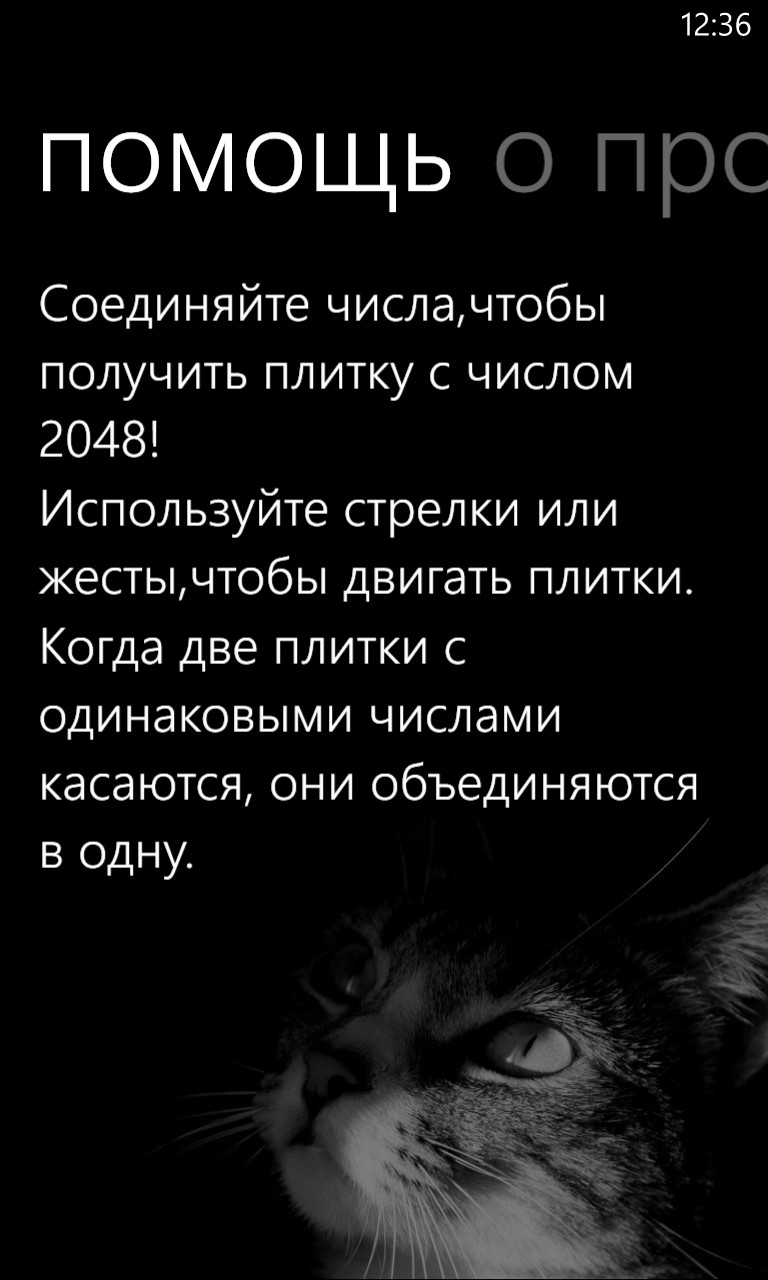 12:36
помощь о про
Соединяйте числа,чтобы
получить плитку с числом
2048!
Используйте стрелки или
жесты,чтобы двигать плитки.
Когда две плитки с
одинаковыми числами
касаются, они объединяются
в одну.